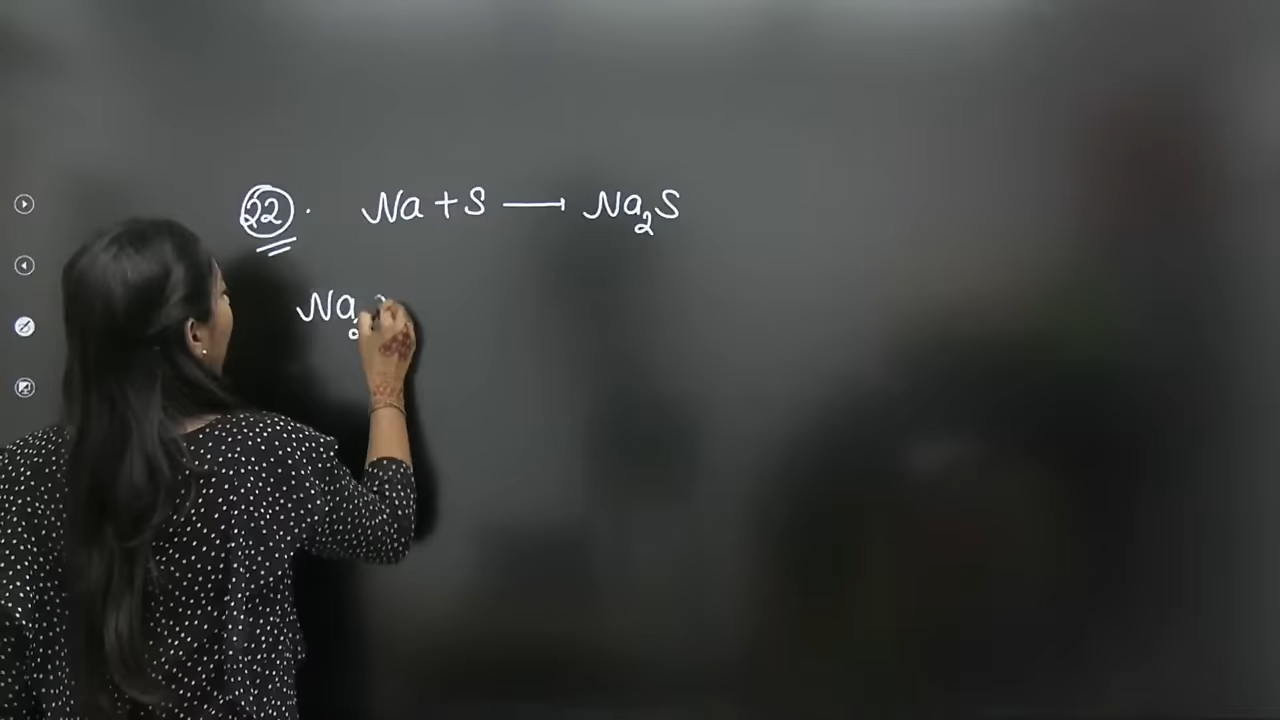 22. Na + S ⟶ Na₂S
Na